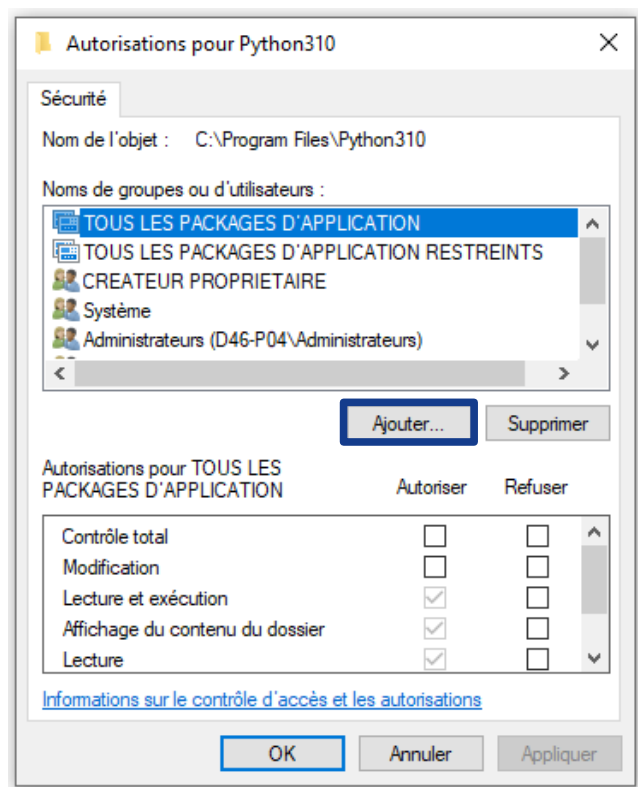 Autorisations pour Python310
Sécurité
Nom de l'objet : C:\Program Files\Python310
Noms de groupes ou d'utilisateurs :
TOUS LES PACKAGES D'APPLICATION
TOUS LES PACKAGES D'APPLICATION RESTREINTS
CREATEUR PROPRIETAIRE
Système
Administrateurs (D46-P04\Administrateurs)
Ajouter... Supprimer
Autorisations pour TOUS LES
PACKAGES D'APPLICATION Autoriser Refuser
Contrôle total
Modification
Lecture et exécution
Affichage du contenu du dossier
Lecture
Informations sur le contrôle d'accès et les autorisations
OK Annuler Appliquer